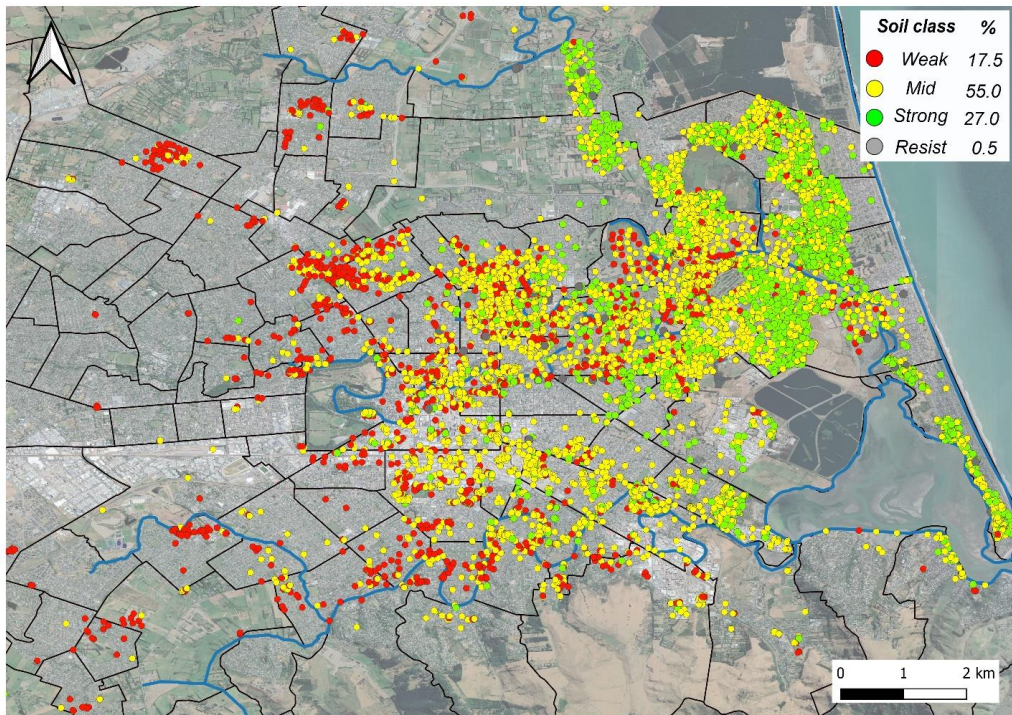 Soil class %
Weak 17.5
Mid 55.0
Strong 27.0
Resist 0.5
0 1 2 km